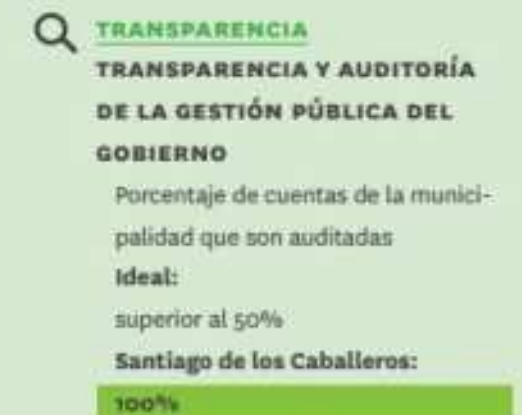 TRANSPARENCIA
TRANSPARENCIA Y AUDITORÍA
DE LA GESTIÓN PÚBLICA DEL
GOBIERNO
Porcentaje de cuentas de la munici-
palidad que son auditadas
Ideal:
superior al 50%
Santiago de los Caballeros:
100%